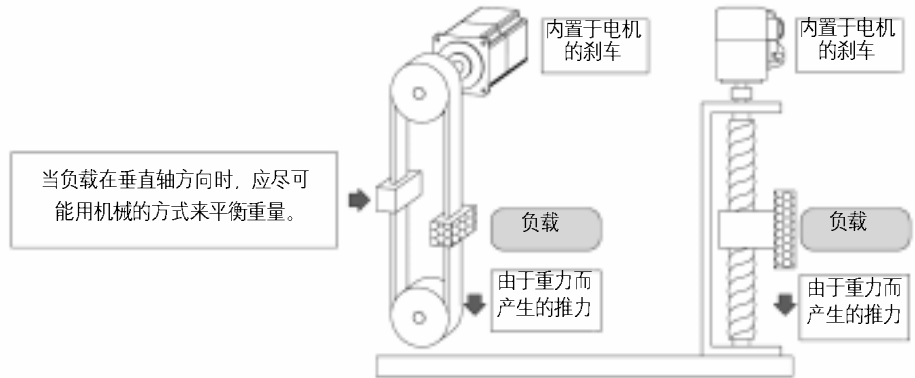 内置于电机
的刹车
内置于电机
的刹车
当负载在垂直轴方向时，应尽可
能用机械的方式来平衡重量。
负载
负载
由于重力而
产生的推力
由于重力而
产生的推力